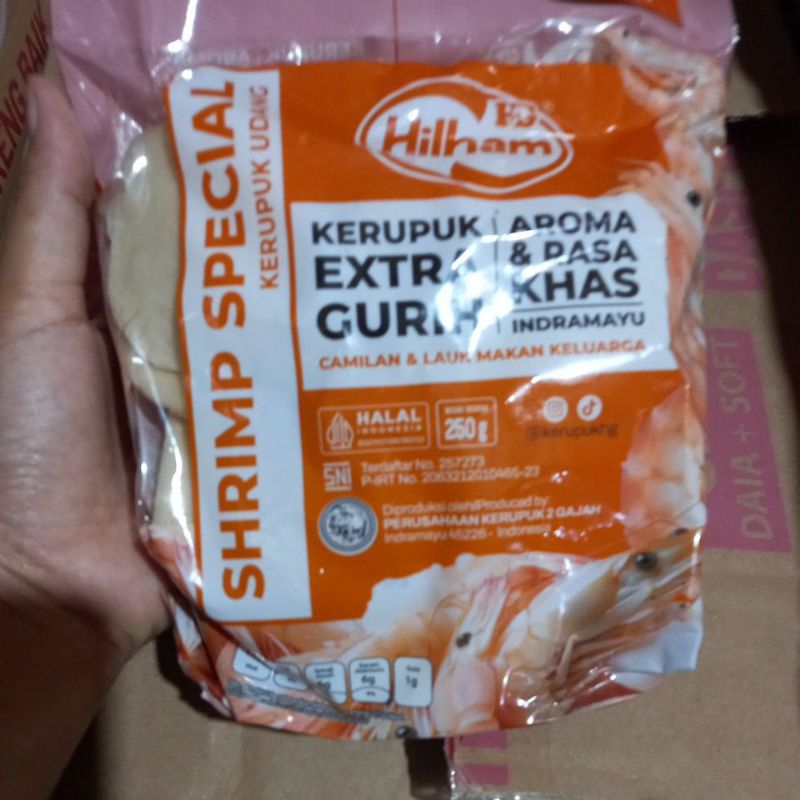 Hilham
SHRIMP SPECIAL
KERUPUK UDANG
KERUPUK
EXTRA
GURIH
AROMA
& RASA
KHAS
INDRAMAYU
CAMILAN & LAUK MAKAN KELUARGA
HALAL
INDONESIA
250 g
@kerupukhg
SNI
Terdaftar No. 257273
P-IRT No. 2063212010465-23
Diproduksi oleh/Produced by:
PERUSAHAAN KERUPUK 2 GAJAH
Indramayu 45226 - Indonesia
6g
1g
DAIA + SOFT